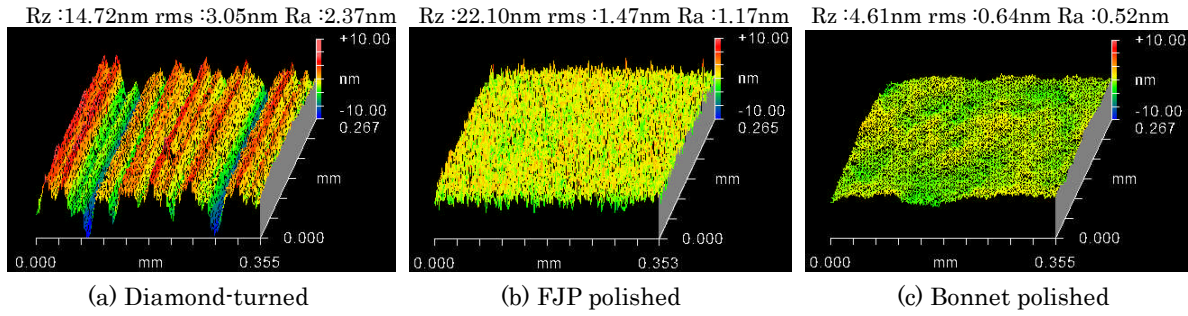 Rz :14.72nm rms :3.05nm Ra :2.37nm
Rz :22.10nm rms :1.47nm Ra :1.17nm
Rz :4.61nm rms :0.64nm Ra :0.52nm
+10.00
nm
-10.00
0.267
mm
0.000
0.000
mm
0.355
+10.00
nm
-10.00
0.265
mm
0.000
0.000
mm
0.353
+10.00
nm
-10.00
0.267
mm
0.000
0.000
mm
0.355
(a) Diamond-turned
(b) FJP polished
(c) Bonnet polished